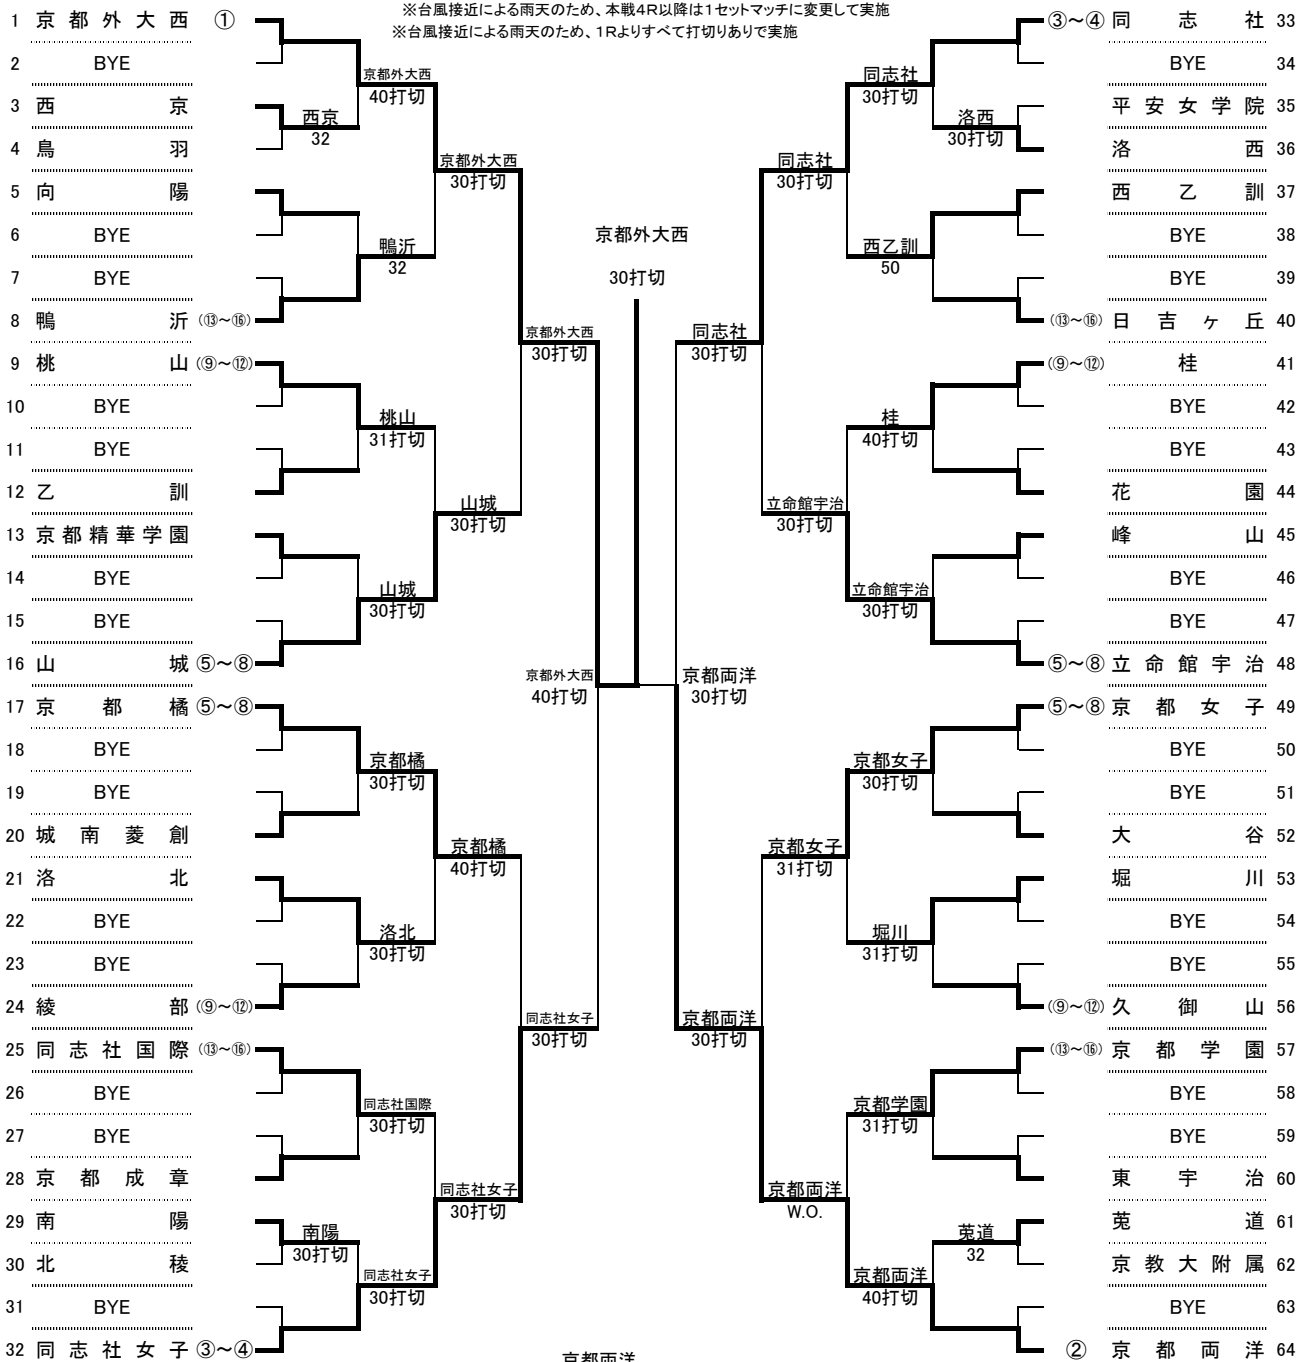 ※台風接近による雨天のため、本戦4R以降は1セットマッチに変更して実施
※台風接近による雨天のため、1Rよりすべて打切りありで実施
1 京都外大西 ①
2 BYE
3 西京
4 鳥羽
5 向陽
6 BYE
7 BYE
8 鴨沂 (⑬～⑯)
9 桃山 (⑨～⑫)
10 BYE
11 BYE
12 乙訓
13 京都精華学園
14 BYE
15 BYE
16 山城 ⑤～⑧
17 京都橘 ⑤～⑧
18 BYE
19 BYE
20 城南菱創
21 洛北
22 BYE
23 BYE
24 綾部 (⑨～⑫)
25 同志社国際 (⑬～⑯)
26 BYE
27 BYE
28 京都成章
29 南陽
30 北稜
31 BYE
32 同志社女子 ③～④
西京
32
南陽
30打切
京都外大西
40打切
鴨沂
32
桃山
31打切
山城
30打切
京都橘
30打切
洛北
30打切
同志社国際
30打切
同志社女子
30打切
京都外大西
30打切
山城
30打切
京都橘
40打切
同志社女子
30打切
京都外大西
30打切
同志社女子
30打切
京都外大西
40打切
京都外大西
30打切
京都両洋
30打切
同志社
30打切
京都両洋
30打切
同志社
30打切
立命館宇治
30打切
京都女子
31打切
京都両洋
W.O.
同志社
30打切
西乙訓
50
桂
40打切
立命館宇治
30打切
京都女子
30打切
堀川
31打切
京都学園
31打切
京都両洋
40打切
洛西
30打切
莵道
32
③～④ 同志社 33
BYE 34
平安女学院 35
洛西 36
西乙訓 37
BYE 38
BYE 39
(⑬～⑯) 日吉ヶ丘 40
(⑨～⑫) 桂 41
BYE 42
BYE 43
花園 44
峰山 45
BYE 46
BYE 47
⑤～⑧ 立命館宇治 48
⑤～⑧ 京都女子 49
BYE 50
BYE 51
大谷 52
堀川 53
BYE 54
BYE 55
(⑨～⑫) 久御山 56
(⑬～⑯) 京都学園 57
BYE 58
BYE 59
東宇治 60
莵道 61
京教大附属 62
BYE 63
② 京都両洋 64
京都両洋